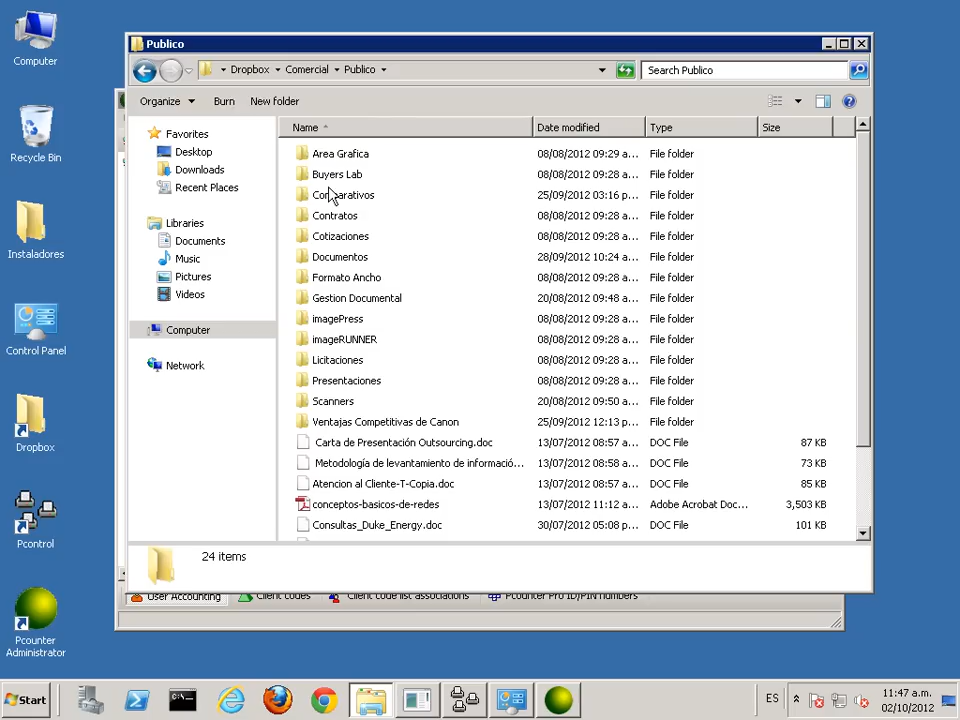 Computer
Recycle Bin
Instaladores
Control Panel
Dropbox
Pcontrol
Pcounter
Administrator
Publico
Dropbox Comercial Publico
Search Publico
Organize Burn New folder
Name Date modified Type Size
Favorites
Desktop
Downloads
Recent Places
Libraries
Documents
Music
Pictures
Videos
Computer
Network
Area Grafica 08/08/2012 09:29 a... File folder
Buyers Lab 08/08/2012 09:28 a... File folder
Comparativos 25/09/2012 03:16 p... File folder
Contratos 08/08/2012 09:28 a... File folder
Cotizaciones 08/08/2012 09:28 a... File folder
Documentos 28/09/2012 10:24 a... File folder
Formato Ancho 08/08/2012 09:28 a... File folder
Gestion Documental 20/08/2012 09:48 a... File folder
imagePress 08/08/2012 09:28 a... File folder
imageRUNNER 08/08/2012 09:28 a... File folder
Licitaciones 08/08/2012 09:28 a... File folder
Presentaciones 08/08/2012 09:28 a... File folder
Scanners 20/08/2012 09:50 a... File folder
Ventajas Competitivas de Canon 25/09/2012 12:13 p... File folder
Carta de Presentación Outsourcing.doc 13/07/2012 08:57 a... DOC File 87 KB
Metodología de levantamiento de informació... 13/07/2012 08:58 a... DOC File 73 KB
Atencion al Cliente-T-Copia.doc 13/07/2012 08:57 a... DOC File 85 KB
conceptos-basicos-de-redes 13/07/2012 11:12 a... Adobe Acrobat Doc... 3,503 KB
Consultas_Duke_Energy.doc 30/07/2012 05:08 p... DOC File 101 KB
24 items
User Accounting Client codes Client code list associations Pcounter Pro ID/PIN numbers
Start ES 11:47 a.m.
02/10/2012